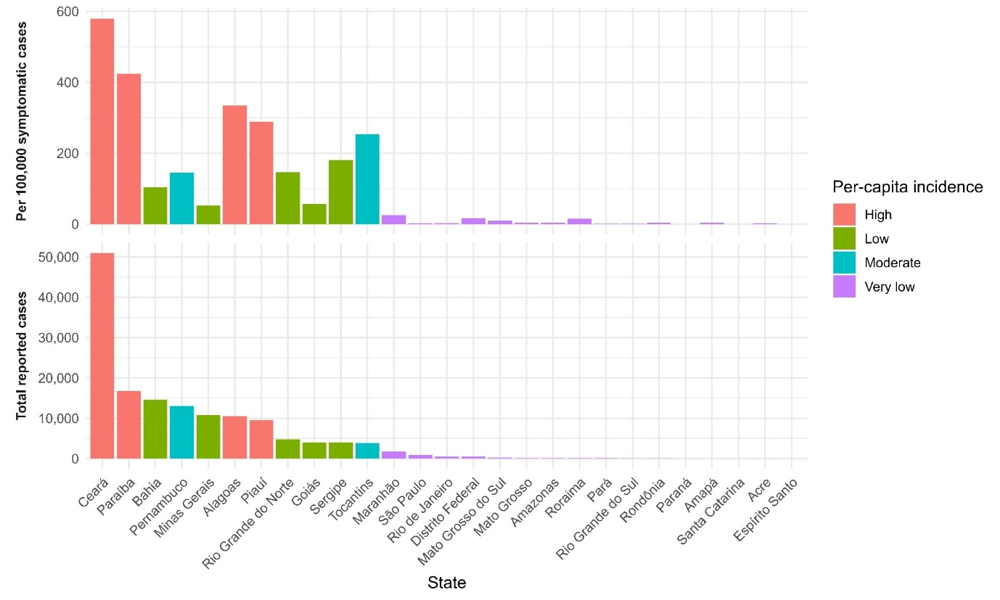 Per 100,000 symptomatic cases
600
400
200
0
Total reported cases
50,000
40,000
30,000
20,000
10,000
0
Ceará
Paraíba
Bahia
Pernambuco
Minas Gerais
Alagoas
Piauí
Rio Grande do Norte
Goiás
Sergipe
Tocantins
Maranhão
São Paulo
Rio de Janeiro
Distrito Federal
Mato Grosso do Sul
Mato Grosso
Amazonas
Roraima
Pará
Rio Grande do Sul
Rondônia
Paraná
Amapá
Santa Catarina
Acre
Espírito Santo
State
Per-capita incidence
High
Low
Moderate
Very low